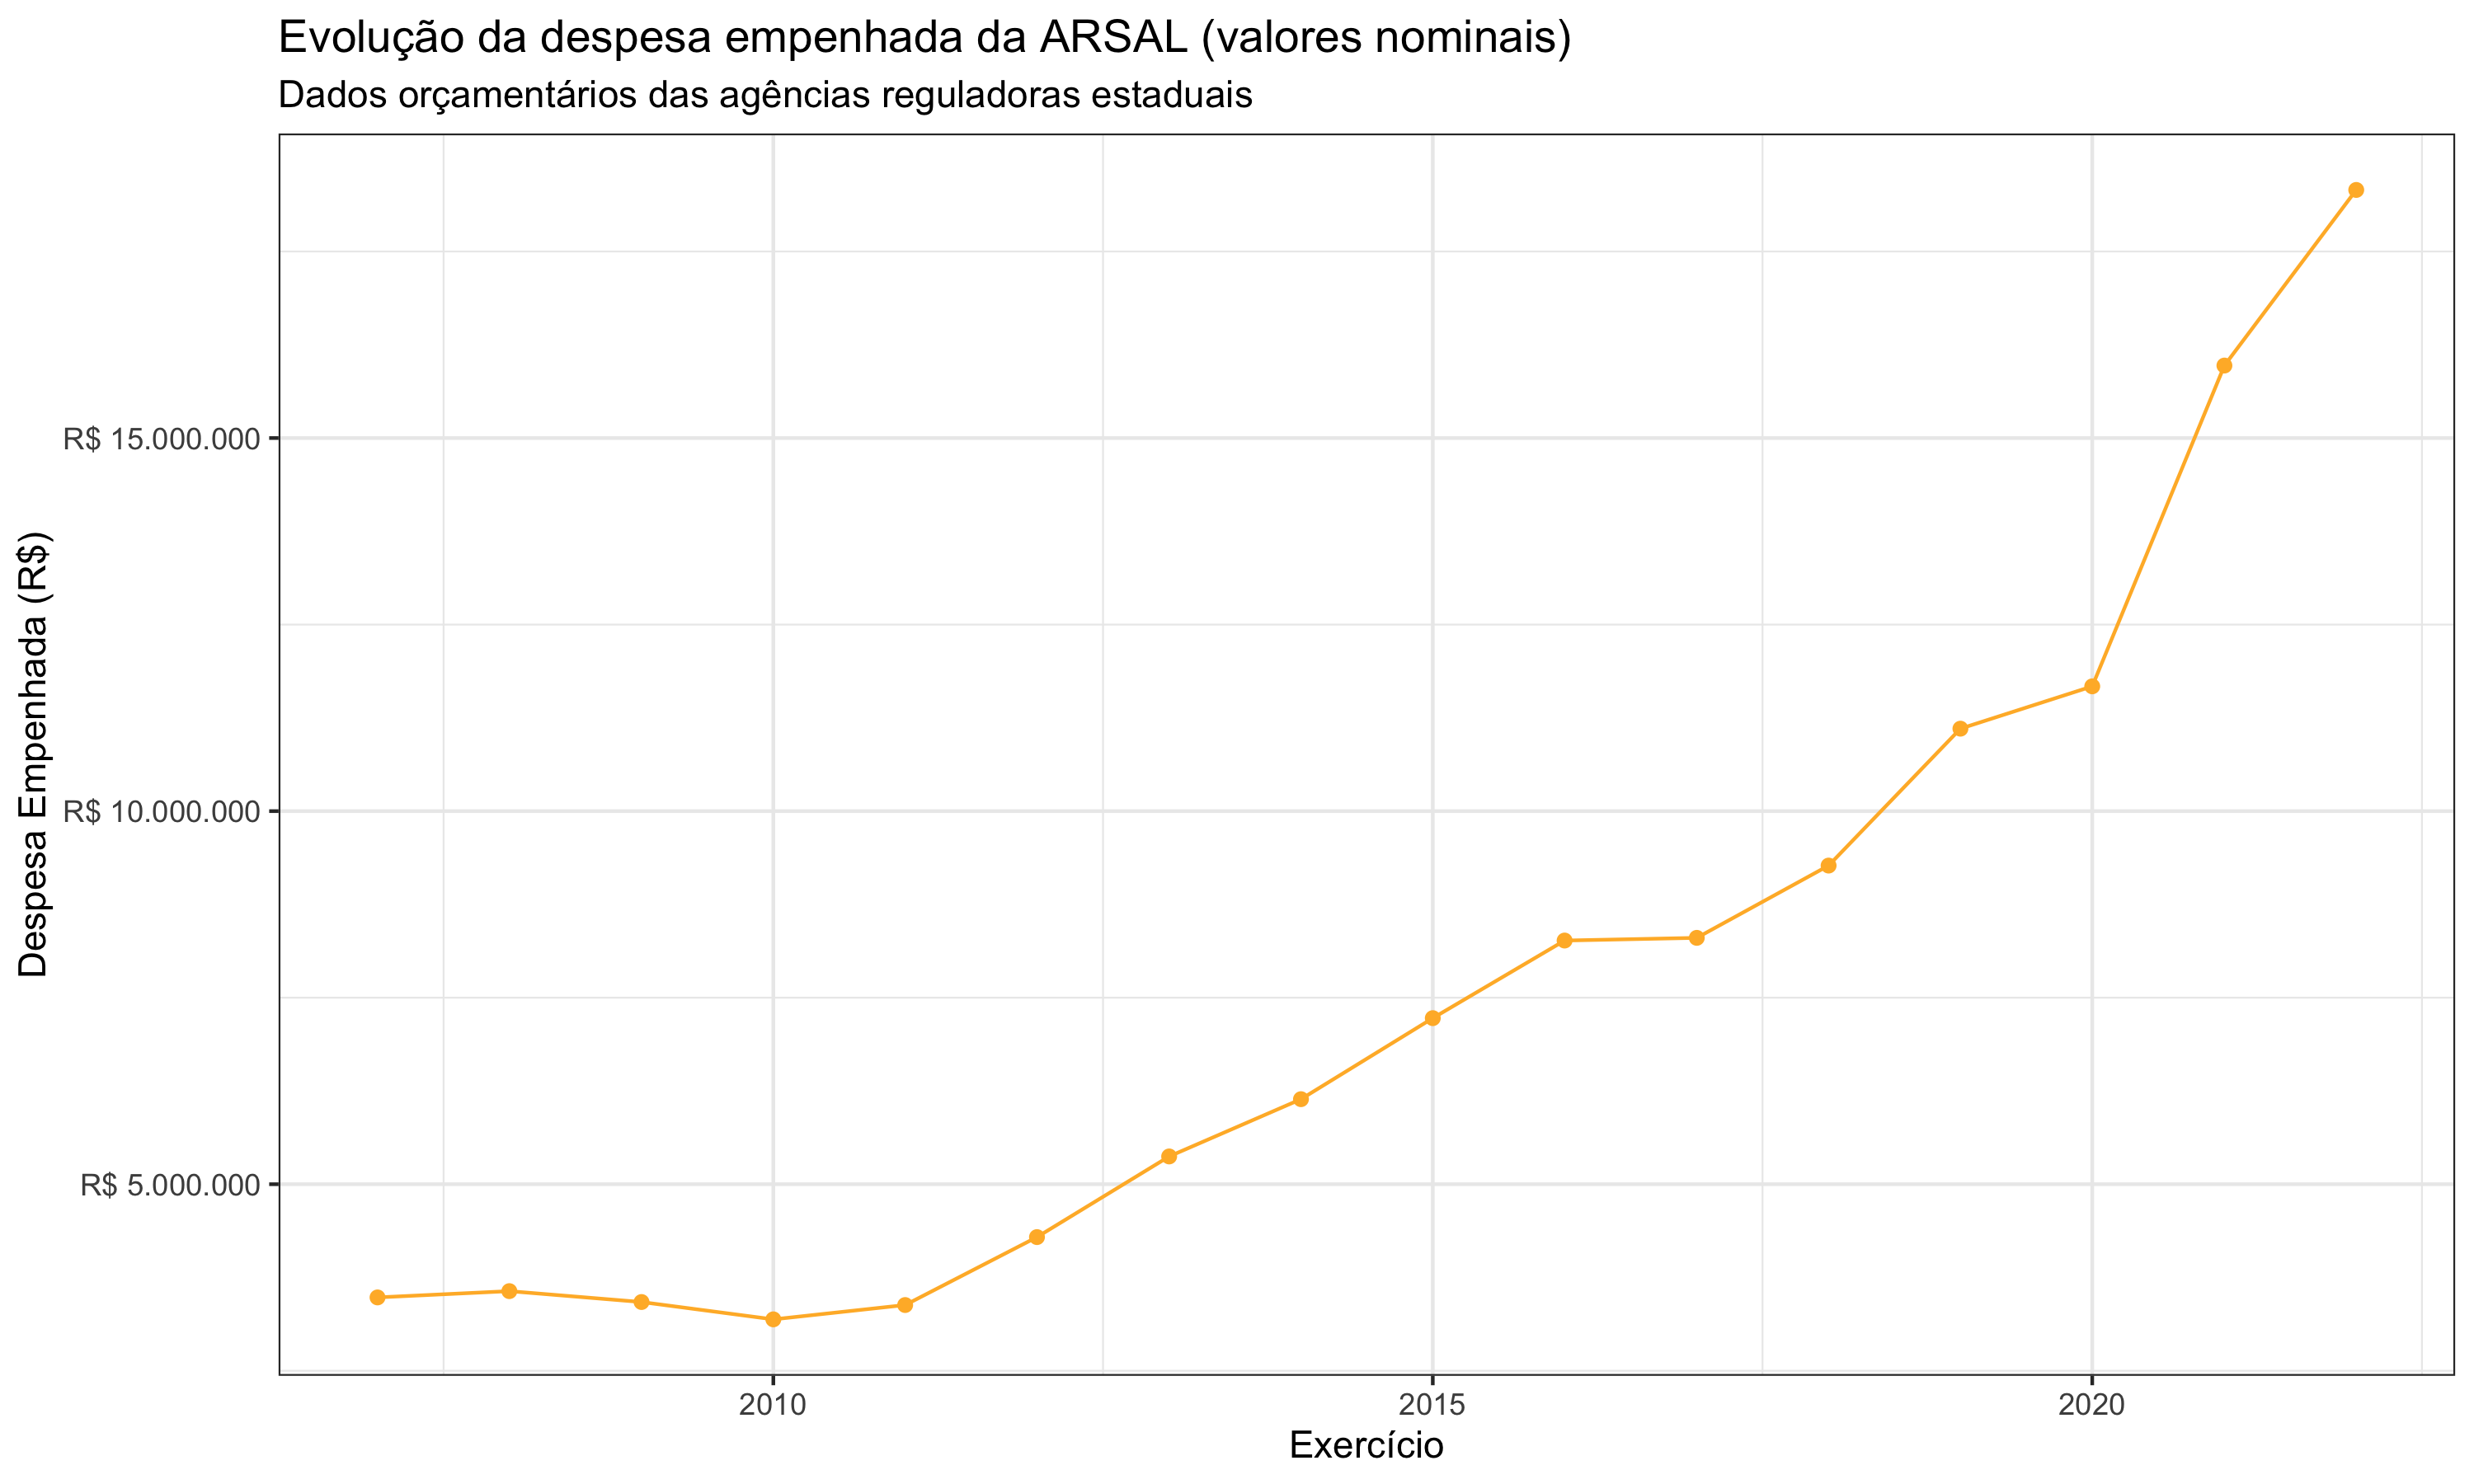 Evolução da despesa empenhada da ARSAL (valores nominais)
Dados orçamentários das agências reguladoras estaduais
Despesa Empenhada (R$)
R$ 15.000.000
R$ 10.000.000
R$ 5.000.000
2010
2015
2020
Exercício